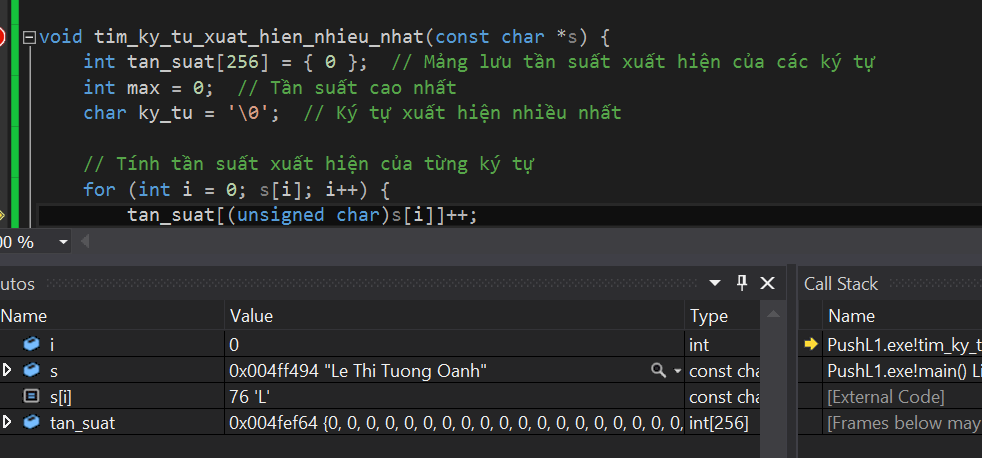 void tim_ky_tu_xuat_hien_nhieu_nhat(const char *s) {
int tan_suat[256] = { 0 };  // Mảng lưu tần suất xuất hiện của các ký tự
int max = 0;  // Tần suất cao nhất
char ky_tu = '\0';  // Ký tự xuất hiện nhiều nhất
// Tính tần suất xuất hiện của từng ký tự
for (int i = 0; s[i]; i++) {
tan_suat[(unsigned char)s[i]]++;
00 %
utos
Call Stack
Name Value Type
Name
i 0 int
PushL1.exe!tim_ky_t
s 0x004ff494 "Le Thi Tuong Oanh" const cha
PushL1.exe!main() Li
s[i] 76 'L' const cha
[External Code]
tan_suat 0x004fef64 {0, 0, 0, 0, 0, 0, 0, 0, 0, 0, 0, 0, 0, 0, 0, 0, 0, 0, 0, 0, 0, 0, 0, int[256]
[Frames below may